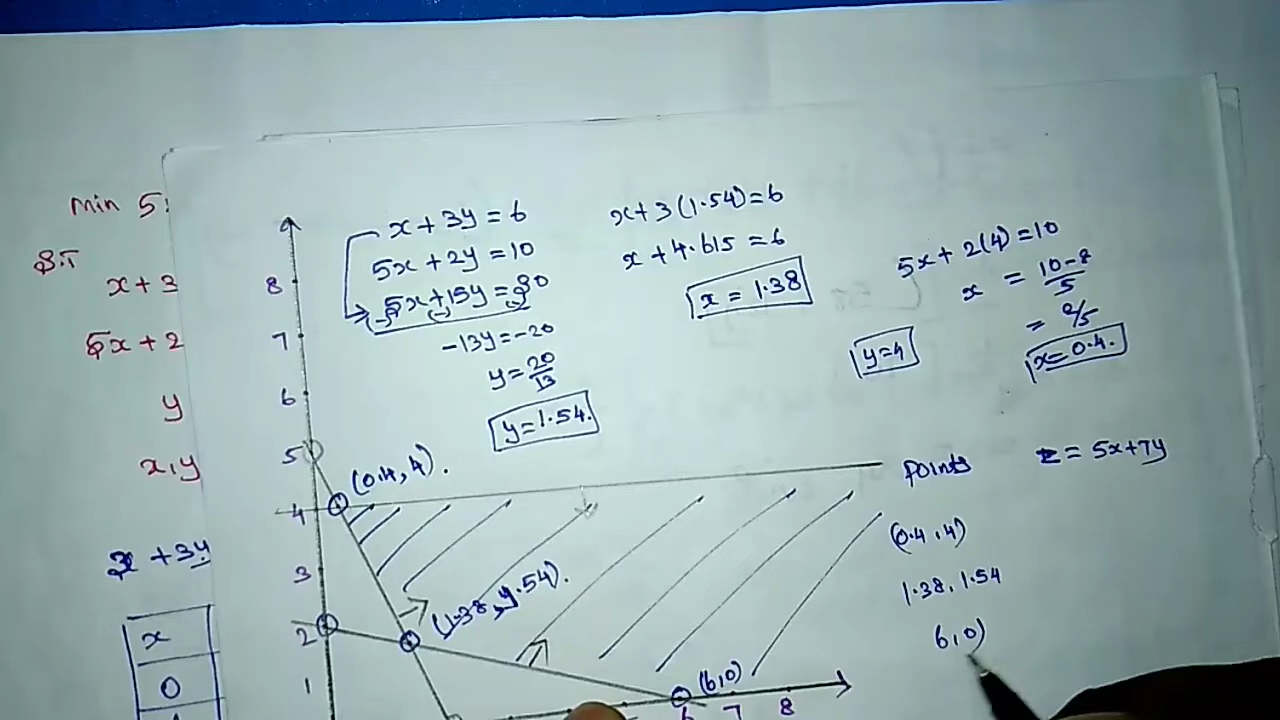 Min 5
S.T
x + 3
5x + 2
y
x, y
x + 3y
x
0
x + 3y = 6
5x + 2y = 10
5x + 15y = 30
(-) (-) (-)
-13y = -20
y = 20/13
y = 1.54.
x + 3(1.54) = 6
x + 4.615 = 6
x = 1.38
5x + 2(4) = 10
x = 10-8/5
= 2/5
x = 0.4.
y = 4
8
7
6
5
4
3
2
1
6 7 8
(0.4, 4).
(1.38, 1.54).
(6,0)
Points
z = 5x + 7y
(0.4, 4)
1.38, 1.54
6,0)